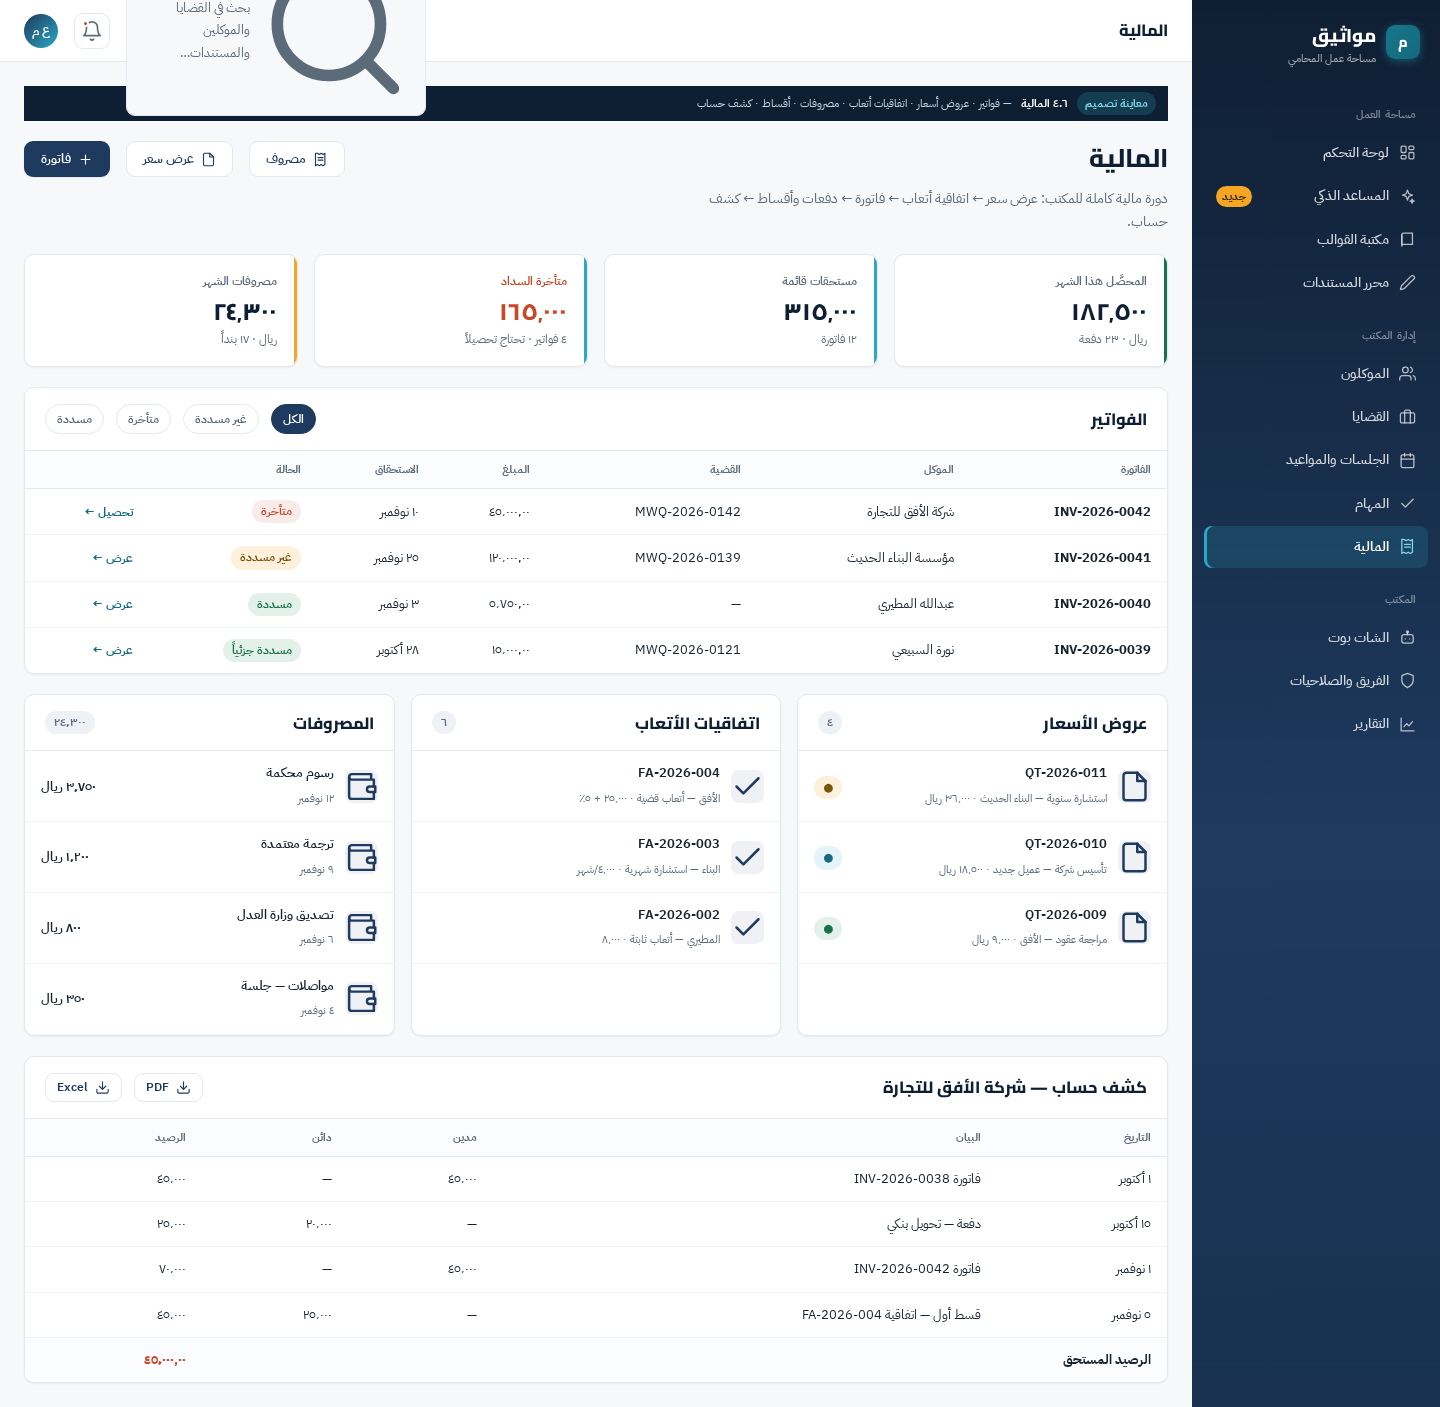 م
مواثيق
مساحة عمل المحامي
مساحة العمل
لوحة التحكم
المساعد الذكي
جديد
مكتبة القوالب
محرر المستندات
إدارة المكتب
الموكلون
القضايا
الجلسات والمواعيد
المهام
المالية
المكتب
الشات بوت
الفريق والصلاحيات
التقارير
المالية
بحث في القضايا
والموكلين
والمستندات...
ع م
معاينة تصميم ٤.٦ المالية — فواتير · عروض أسعار · اتفاقيات أتعاب · مصروفات · أقساط · كشف حساب
المالية
مصروف
عرض سعر
فاتورة
دورة مالية كاملة للمكتب: عرض سعر ← اتفاقية أتعاب ← فاتورة ← دفعات وأقساط ← كشف
حساب.
المحصَّل هذا الشهر
١٨٢,٥٠٠
ريال · ٢٣ دفعة
مستحقات قائمة
٣١٥,٠٠٠
١٢ فاتورة
متأخرة السداد
١٦٥,٠٠٠
٤ فواتير · تحتاج تحصيلاً
مصروفات الشهر
٢٤,٣٠٠
ريال · ١٧ بنداً
الفواتير
الكل
غير مسددة
متأخرة
مسددة
الفاتورة الموكل القضية المبلغ الاستحقاق الحالة
INV-2026-0042 شركة الأفق للتجارة MWQ-2026-0142 ٤٥,٠٠٠,٠٠ ١٠ نوفمبر متأخرة تحصيل ←
INV-2026-0041 مؤسسة البناء الحديث MWQ-2026-0139 ١٢٠,٠٠٠,٠٠ ٢٥ نوفمبر غير مسددة عرض ←
INV-2026-0040 عبدالله المطيري — ٥,٧٥٠,٠٠ ٣ نوفمبر مسددة عرض ←
INV-2026-0039 نورة السبيعي MWQ-2026-0121 ١٥,٠٠٠,٠٠ ٢٨ أكتوبر مسددة جزئياً عرض ←
عروض الأسعار
٤
QT-2026-011
استشارة سنوية — البناء الحديث · ٣٦,٠٠٠ ريال
QT-2026-010
تأسيس شركة — عميل جديد · ١٨,٥٠٠ ريال
QT-2026-009
مراجعة عقود — الأفق · ٩,٠٠٠ ريال
اتفاقيات الأتعاب
٦
FA-2026-004
الأفق — أتعاب قضية · ٢٥,٠٠٠ + ٥٪
FA-2026-003
البناء — استشارة شهرية · ٤,٠٠٠/شهر
FA-2026-002
المطيري — أتعاب ثابتة · ٨,٠٠٠
المصروفات
٢٤,٣٠٠
رسوم محكمة
١٢ نوفمبر
٣,٧٥٠ ريال
ترجمة معتمدة
٩ نوفمبر
١,٢٠٠ ريال
تصديق وزارة العدل
٦ نوفمبر
٨٠٠ ريال
مواصلات — جلسة
٤ نوفمبر
٣٥٠ ريال
كشف حساب — شركة الأفق للتجارة
PDF
Excel
التاريخ البيان مدين دائن الرصيد
١ أكتوبر فاتورة INV-2026-0038 ٤٥,٠٠٠ — ٤٥,٠٠٠
١٥ أكتوبر دفعة — تحويل بنكي — ٢٠,٠٠٠ ٢٥,٠٠٠
١ نوفمبر فاتورة INV-2026-0042 ٤٥,٠٠٠ — ٧٠,٠٠٠
٥ نوفمبر قسط أول — اتفاقية FA-2026-004 — ٢٥,٠٠٠ ٤٥,٠٠٠
الرصيد المستحق ٤٥,٠٠٠,٠٠